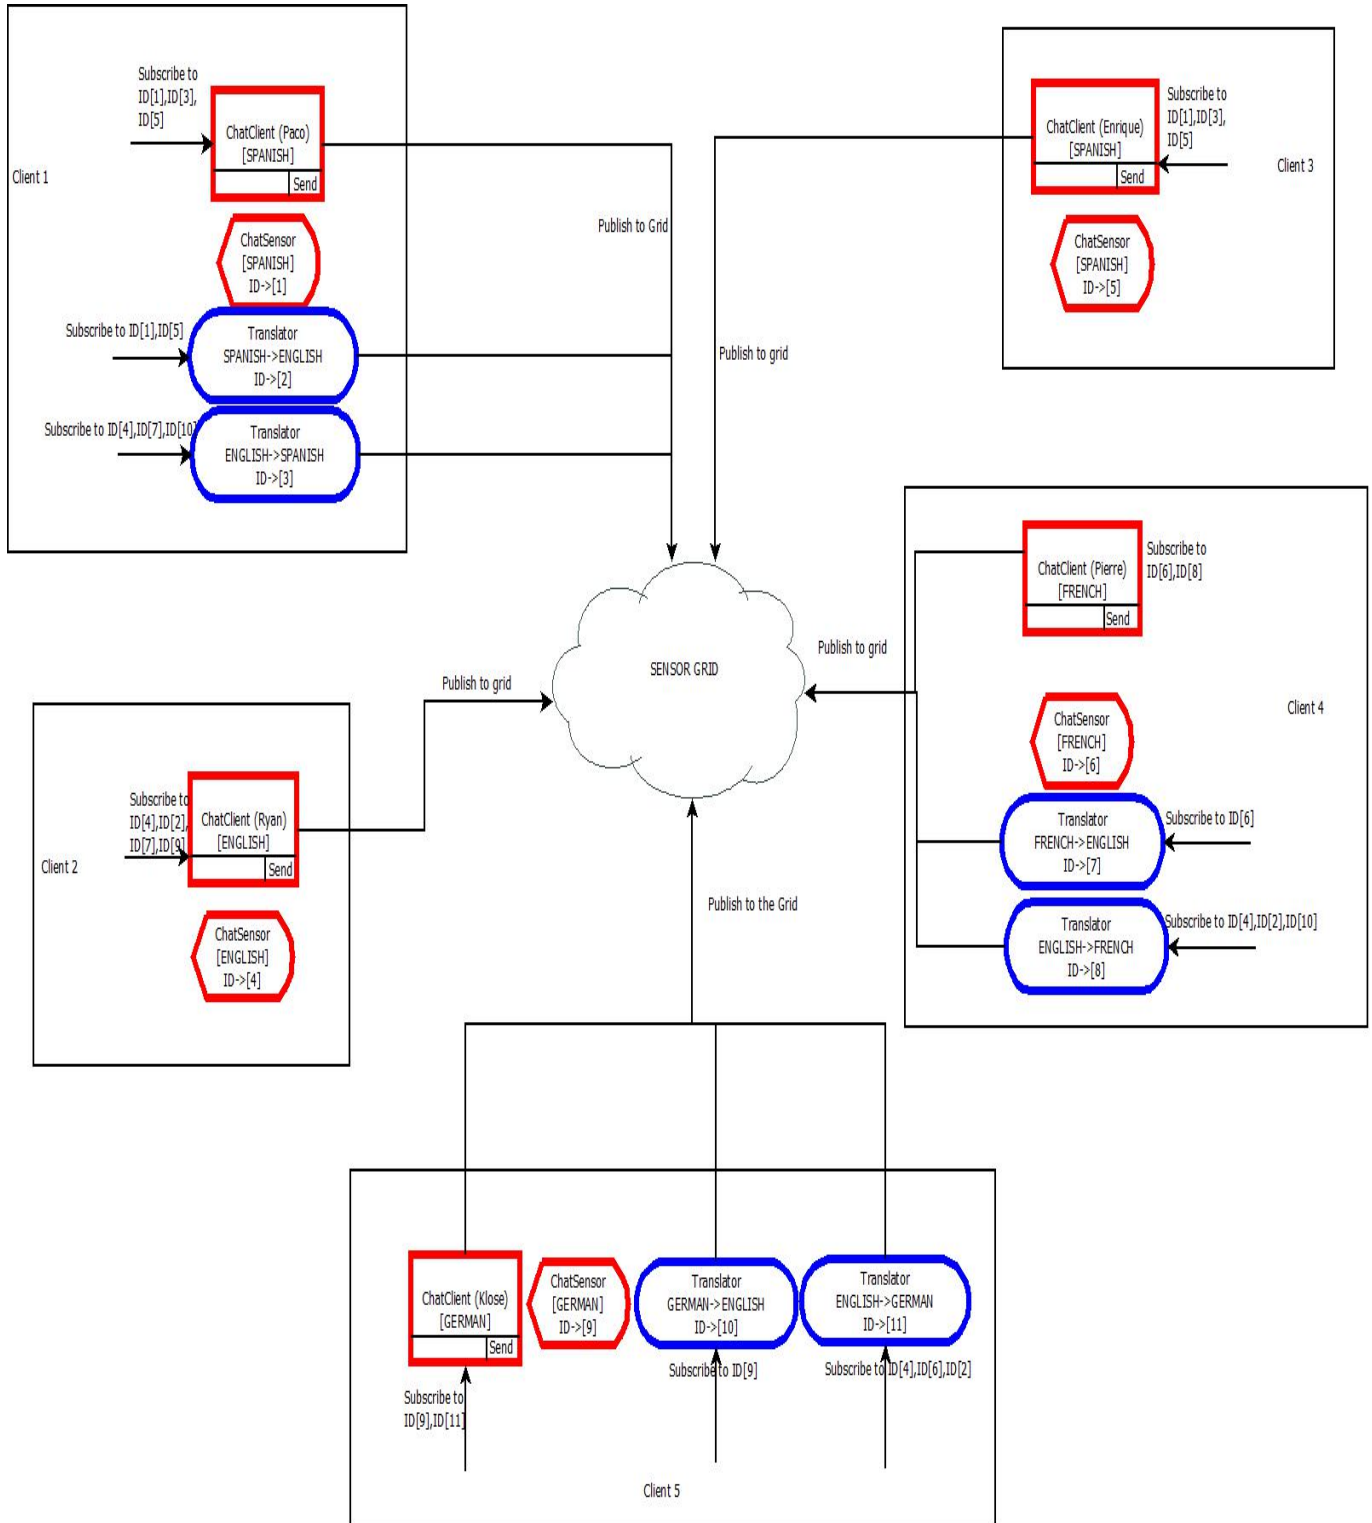 Client 1
Subscribe to
ID[1],ID[3],
ID[5]
ChatClient (Paco)
[SPANISH]
Send
ChatSensor
[SPANISH]
ID->[1]
Subscribe to ID[1],ID[5]
Translator
SPANISH->ENGLISH
ID->[2]
Subscribe to ID[4],ID[7],ID[10]
Translator
ENGLISH->SPANISH
ID->[3]
Publish to Grid
Publish to grid
ChatClient (Enrique)
[SPANISH]
Send
Subscribe to
ID[1],ID[3],
ID[5]
Client 3
ChatSensor
[SPANISH]
ID->[5]
SENSOR GRID
Publish to grid
Client 2
Subscribe to
ID[4],ID[2],
ID[7],ID[9]
ChatClient (Ryan)
[ENGLISH]
Send
ChatSensor
[ENGLISH]
ID->[4]
Publish to grid
ChatClient (Pierre)
[FRENCH]
Send
Subscribe to
ID[6],ID[8]
Client 4
ChatSensor
[FRENCH]
ID->[6]
Translator
FRENCH->ENGLISH
ID->[7]
Subscribe to ID[6]
Translator
ENGLISH->FRENCH
ID->[8]
Subscribe to ID[4],ID[2],ID[10]
Publish to the Grid
ChatClient (Klose)
[GERMAN]
Send
Subscribe to
ID[9],ID[11]
ChatSensor
[GERMAN]
ID->[9]
Translator
GERMAN->ENGLISH
ID->[10]
Subscribe to ID[9]
Translator
ENGLISH->GERMAN
ID->[11]
Subscribe to ID[4],ID[6],ID[2]
Client 5